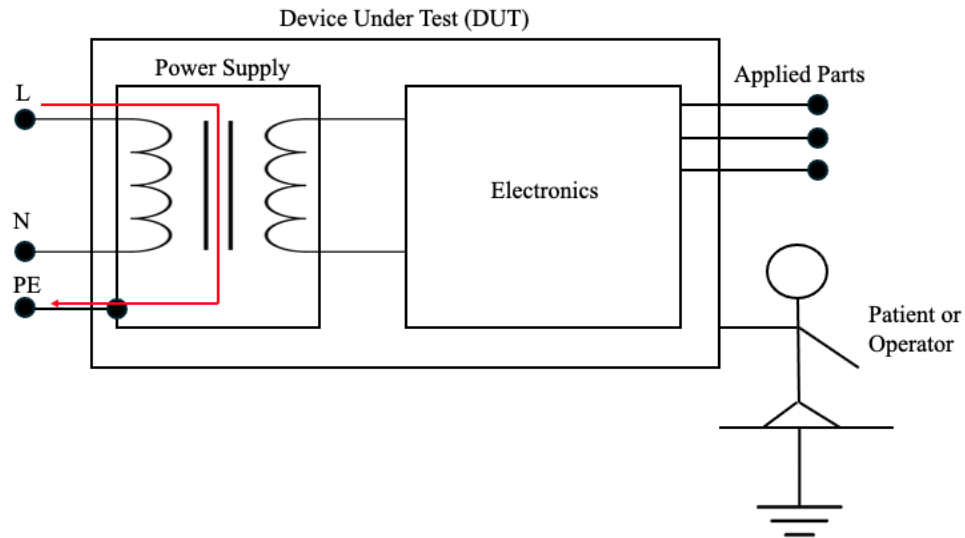 Device Under Test (DUT)
Power Supply
Applied Parts
L
Electronics
N
PE
Patient or
Operator